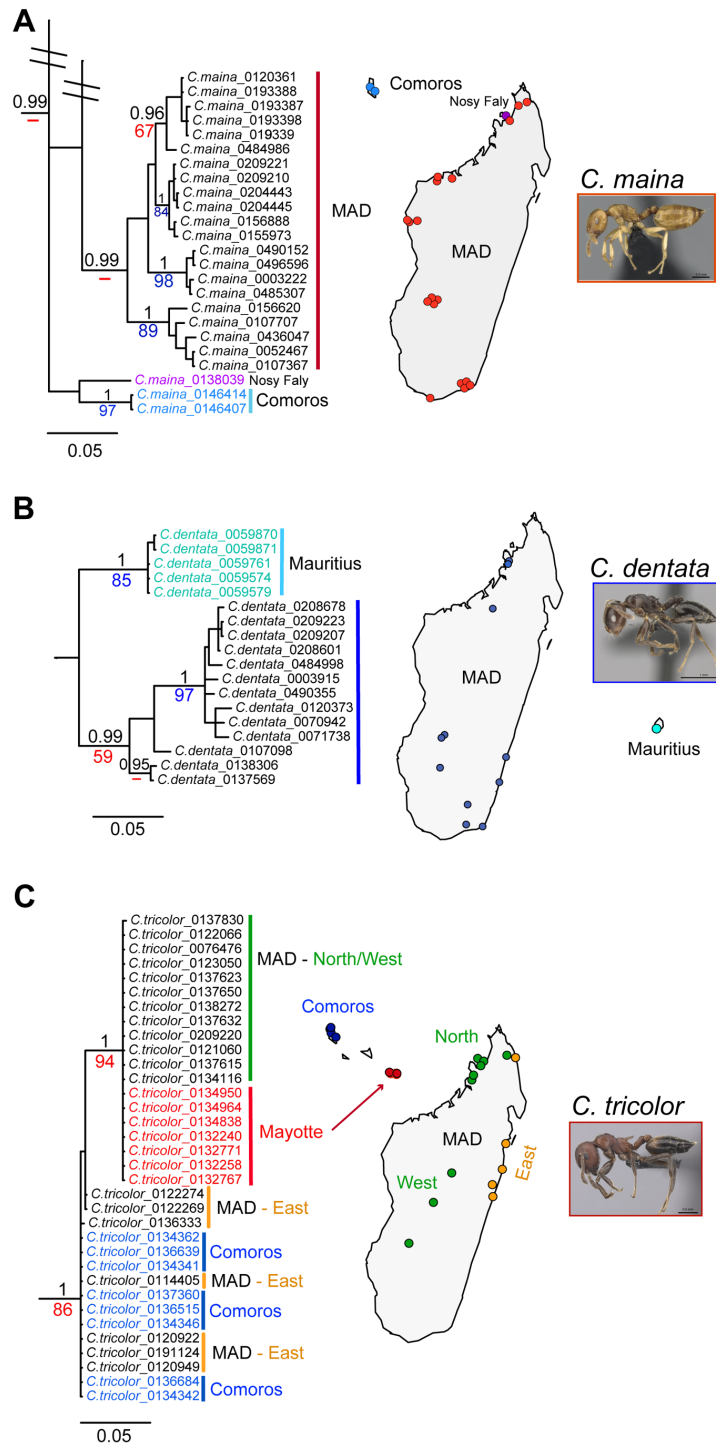 A
0.99
–
C.maina_0120361
C.maina_0193388
C.maina_0193387
C.maina_0193398
C.maina_019339
C.maina_0484986
C.maina_0209221
C.maina_0209210
C.maina_0204443
C.maina_0204445
C.maina_0156888
C.maina_0155973
C.maina_0490152
C.maina_0496596
C.maina_0003222
C.maina_0485307
C.maina_0156620
C.maina_0107707
C.maina_0436047
C.maina_0052467
C.maina_0107367
C.maina_0138039 Nosy Faly
C.maina_0146414
C.maina_0146407
0.96
67
1
84
0.99
–
1
98
1
89
1
97
MAD
Comoros
0.05
Comoros
Nosy Faly
MAD
C. maina
B
C.dentata_0059870
C.dentata_0059871
C.dentata_0059761
C.dentata_0059574
C.dentata_0059579
C.dentata_0208678
C.dentata_0209223
C.dentata_0209207
C.dentata_0208601
C.dentata_0484998
C.dentata_0003915
C.dentata_0490355
C.dentata_0120373
C.dentata_0070942
C.dentata_0071738
C.dentata_0107098
C.dentata_0138306
C.dentata_0137569
1
85
1
97
0.99
59
0.95
–
Mauritius
0.05
MAD
C. dentata
Mauritius
C
C.tricolor_0137830
C.tricolor_0122066
C.tricolor_0076476
C.tricolor_0123050
C.tricolor_0137623
C.tricolor_0137650
C.tricolor_0138272
C.tricolor_0137632
C.tricolor_0209220
C.tricolor_0121060
C.tricolor_0137615
C.tricolor_0134116
C.tricolor_0134950
C.tricolor_0134964
C.tricolor_0134838
C.tricolor_0132240
C.tricolor_0132771
C.tricolor_0132258
C.tricolor_0132767
C.tricolor_0122274
C.tricolor_0122269
C.tricolor_0136333
C.tricolor_0134362
C.tricolor_0136639
C.tricolor_0134341
C.tricolor_0114405
C.tricolor_0137360
C.tricolor_0136515
C.tricolor_0134346
C.tricolor_0120922
C.tricolor_0191124
C.tricolor_0120949
C.tricolor_0136684
C.tricolor_0134342
1
94
1
86
MAD - North/West
Mayotte
MAD - East
Comoros
MAD - East
Comoros
MAD - East
Comoros
0.05
Comoros
North
MAD
West
East
C. tricolor